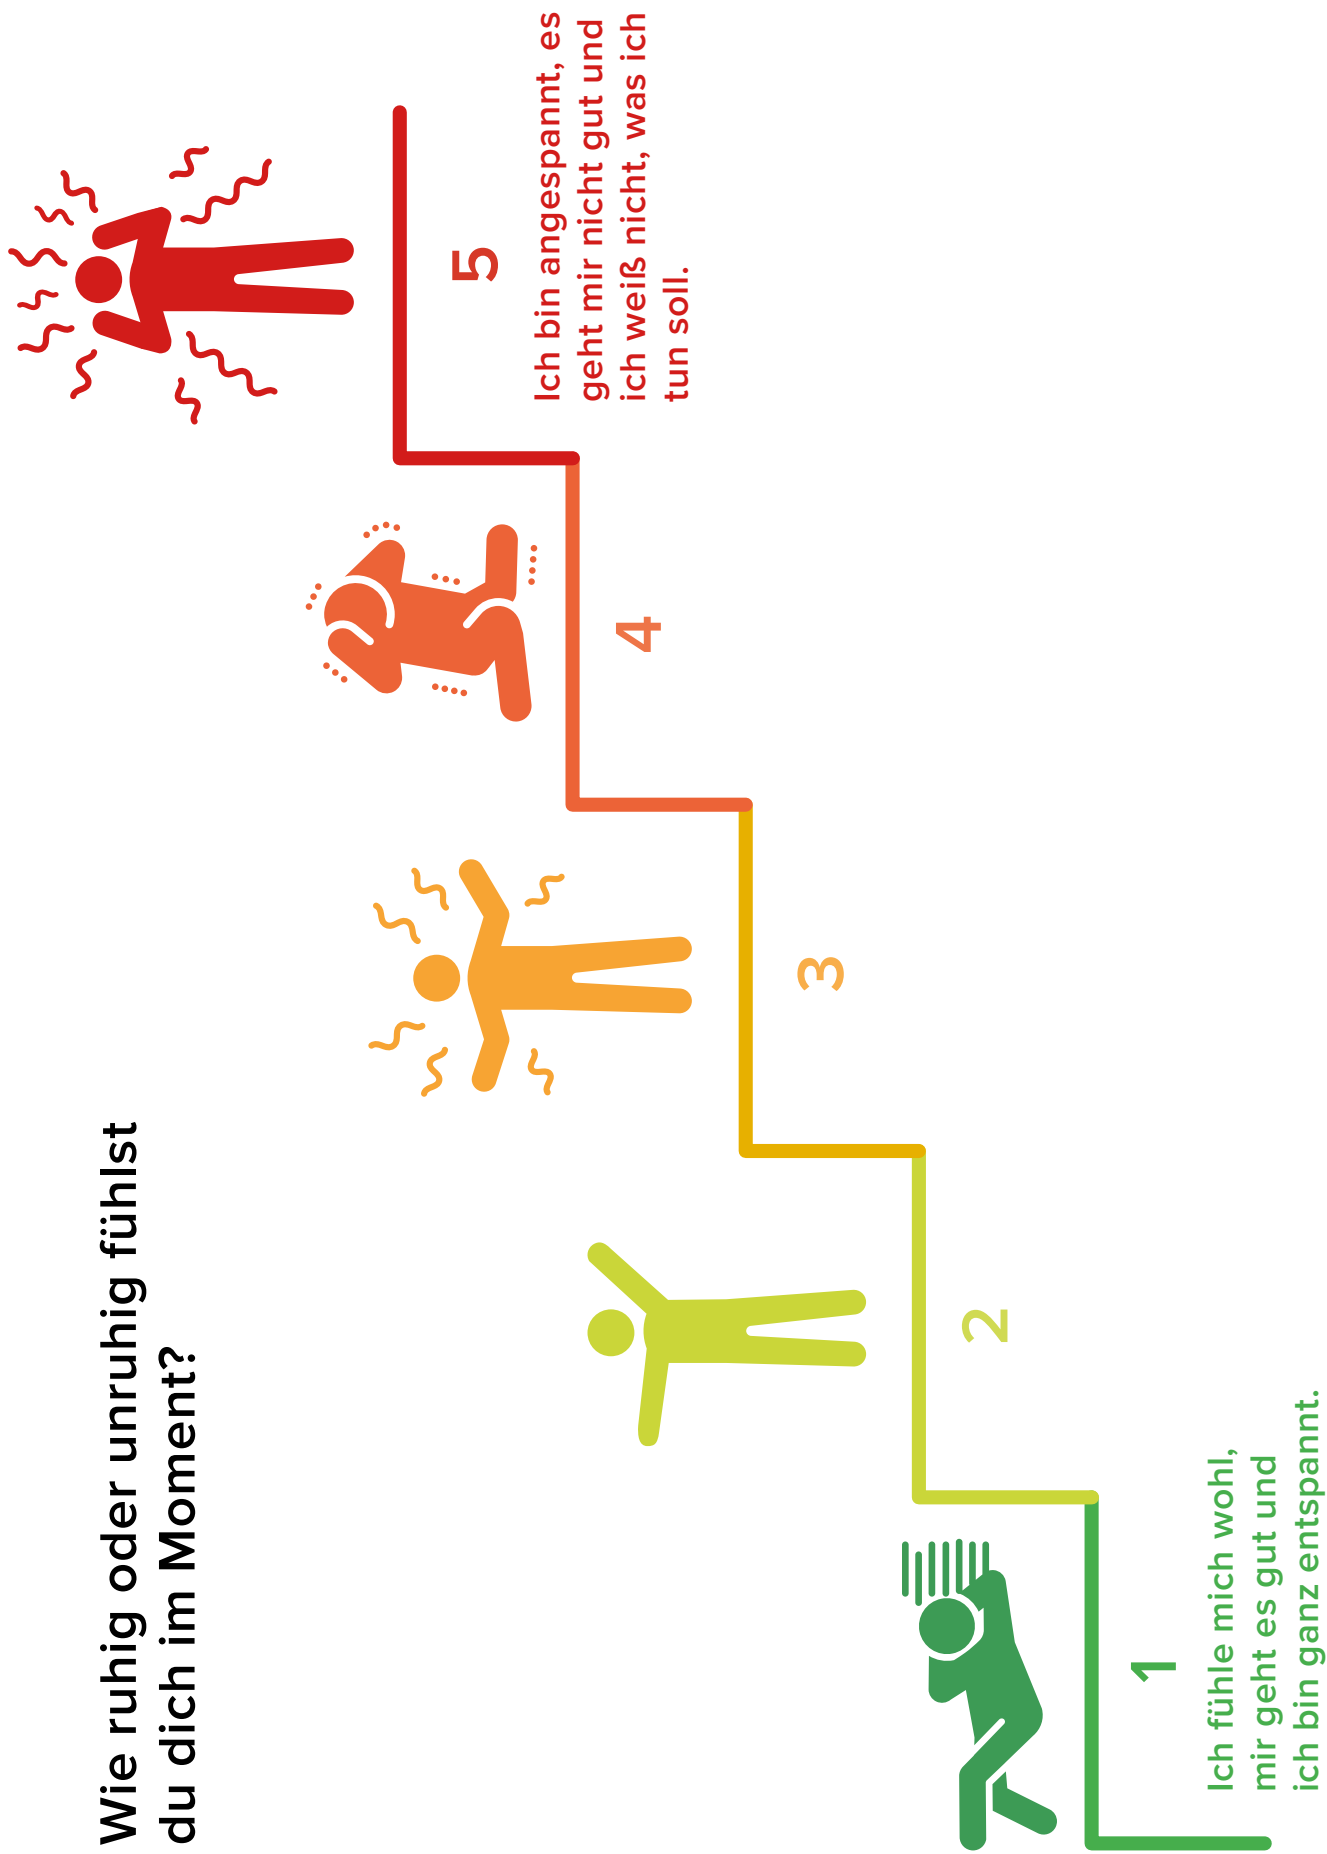 Wie ruhig oder unruhig fühlst
du dich im Moment?
1
Ich fühle mich wohl,
mir geht es gut und
ich bin ganz entspannt.
2
3
4
5
Ich bin angespannt, es
geht mir nicht gut und
ich weiß nicht, was ich
tun soll.